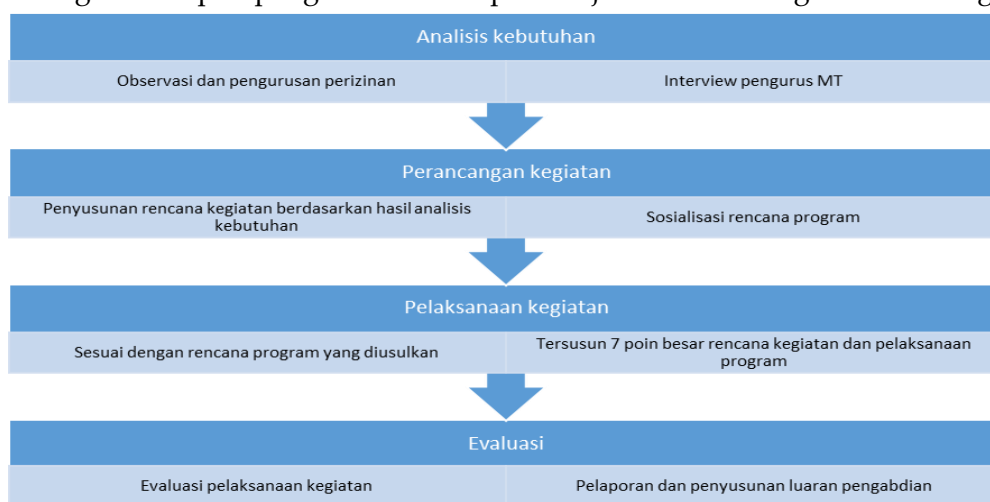 Analisis kebutuhan
Observasi dan pengurusan perizinan
Interview pengurus MT
Perancangan kegiatan
Penyusunan rencana kegiatan berdasarkan hasil analisis
kebutuhan
Sosialisasi rencana program
Pelaksanaan kegiatan
Sesuai dengan rencana program yang diusulkan
Tersusun 7 poin besar rencana kegiatan dan pelaksanaan
program
Evaluasi
Evaluasi pelaksanaan kegiatan
Pelaporan dan penyusunan luaran pengabdian